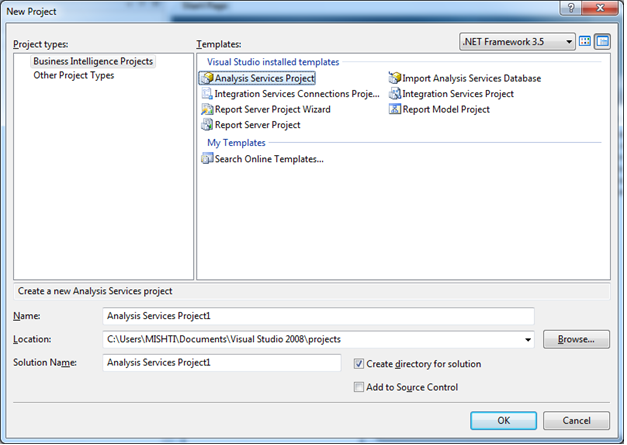 New Project
Project types:
Templates:
.NET Framework 3.5
Business Intelligence Projects
Other Project Types
Visual Studio installed templates
Analysis Services Project
Import Analysis Services Database
Integration Services Connections Proje...
Integration Services Project
Report Server Project Wizard
Report Model Project
Report Server Project
My Templates
Search Online Templates...
Create a new Analysis Services project
Name:
Analysis Services Project1
Location:
C:\Users\MISHTI\Documents\Visual Studio 2008\projects
Browse...
Solution Name:
Analysis Services Project1
Create directory for solution
Add to Source Control
OK
Cancel